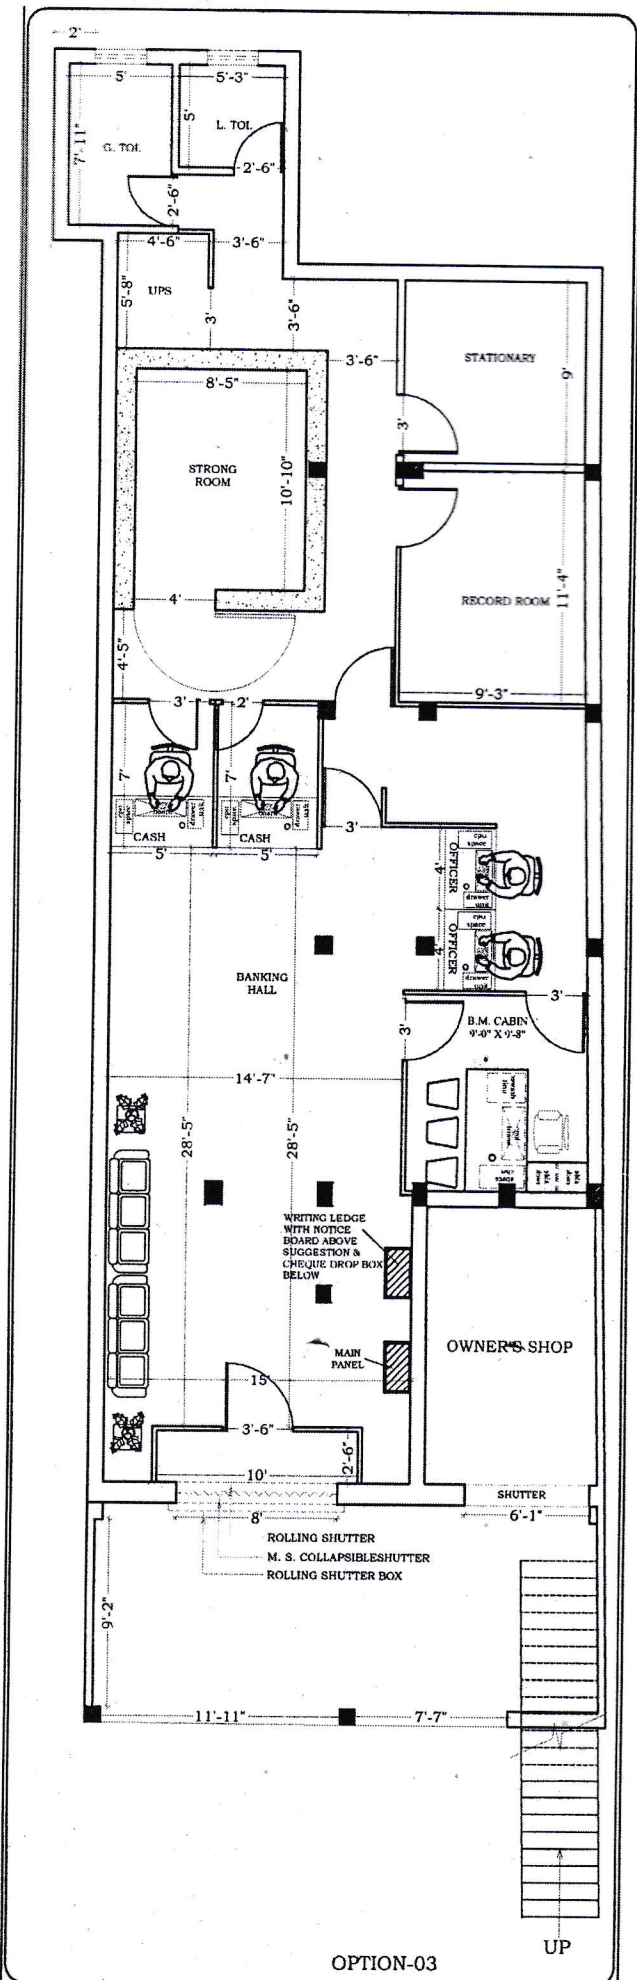 2'
5'
5'-3"
7'-11"
5'
L. TOI.
G. TOI.
2'-6"
2'-6"
4'-6"
3'-6"
5'-8"
UPS
3'
3'-6"
3'-6"
STATIONARY
9'
8'-5"
3'
STRONG
ROOM
10'-10"
4'
RECORD ROOM
11'-4"
4'-5"
9'-3"
3'
2'
7'
7'
CASH
CASH
3'
5'
5'
4'
OFFICER
4'
OFFICER
BANKING
HALL
3'
B.M. CABIN
9'-0" X 9'-8"
3'
14'-7"
28'-5"
28'-5"
WRITING LEDGE
WITH NOTICE
BOARD ABOVE
SUGGESTION &
CHEQUE DROP BOX
BELOW
OWNER'S SHOP
MAIN
PANEL
15'
3'-6"
2'-6"
10'
SHUTTER
8'
6'-1"
ROLLING SHUTTER
M. S. COLLAPSIBLESHUTTER
ROLLING SHUTTER BOX
9'-2"
11'-11"
7'-7"
UP
OPTION-03